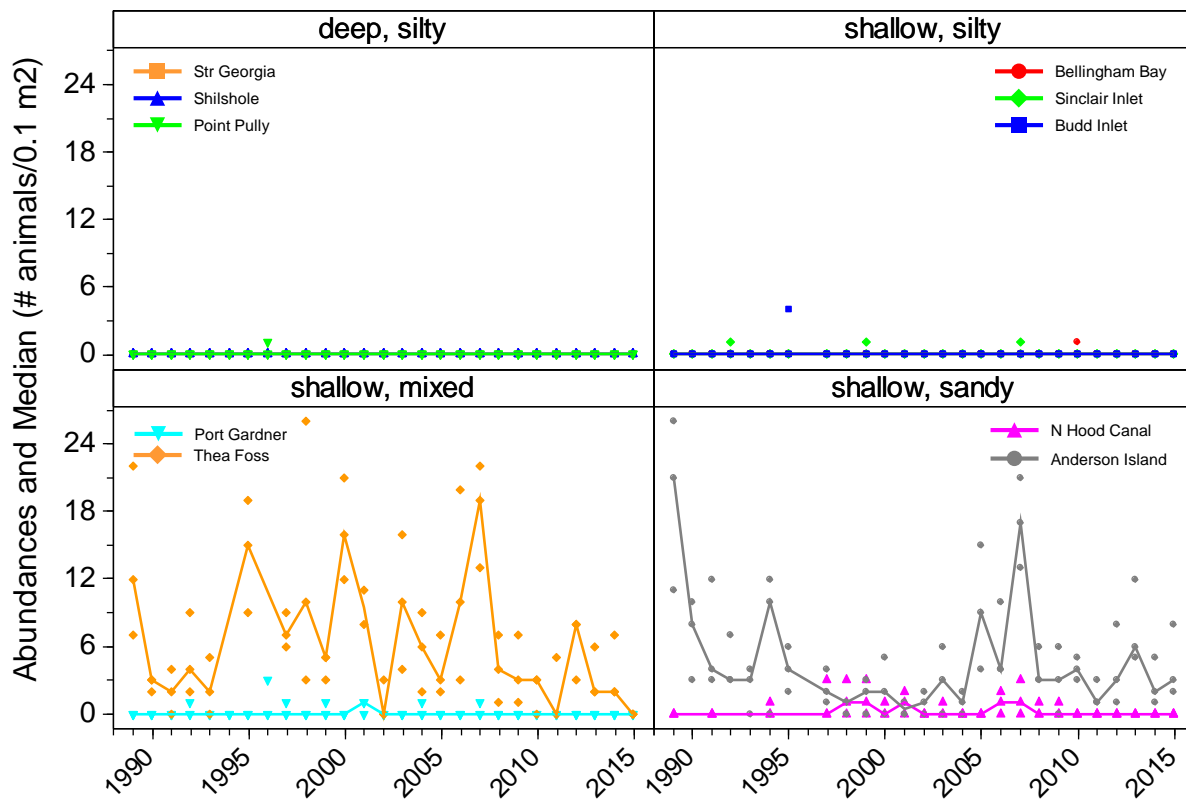 Abundances and Median (# animals/0.1 m2)
deep, silty
shallow, silty
24
18
12
6
0
Str Georgia
Shilshole
Point Pully
Bellingham Bay
Sinclair Inlet
Budd Inlet
shallow, mixed
shallow, sandy
24
18
12
6
0
Port Gardner
Thea Foss
N Hood Canal
Anderson Island
1990
1995
2000
2005
2010
2015
1990
1995
2000
2005
2010
2015